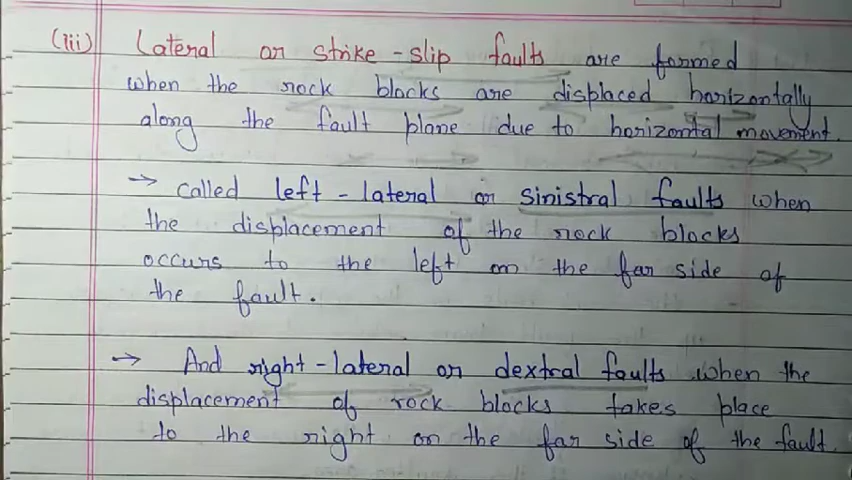 (iii) Lateral or strike-slip faults are formed
when the rock blocks are displaced horizontally
along the fault plane due to horizontal movement.
→ called left-lateral or sinistral faults when
the displacement of the rock blocks
occurs to the left on the far side of
the fault.
→ And right-lateral or dextral faults when the
displacement of rock blocks takes place
to the right on the far side of the fault.